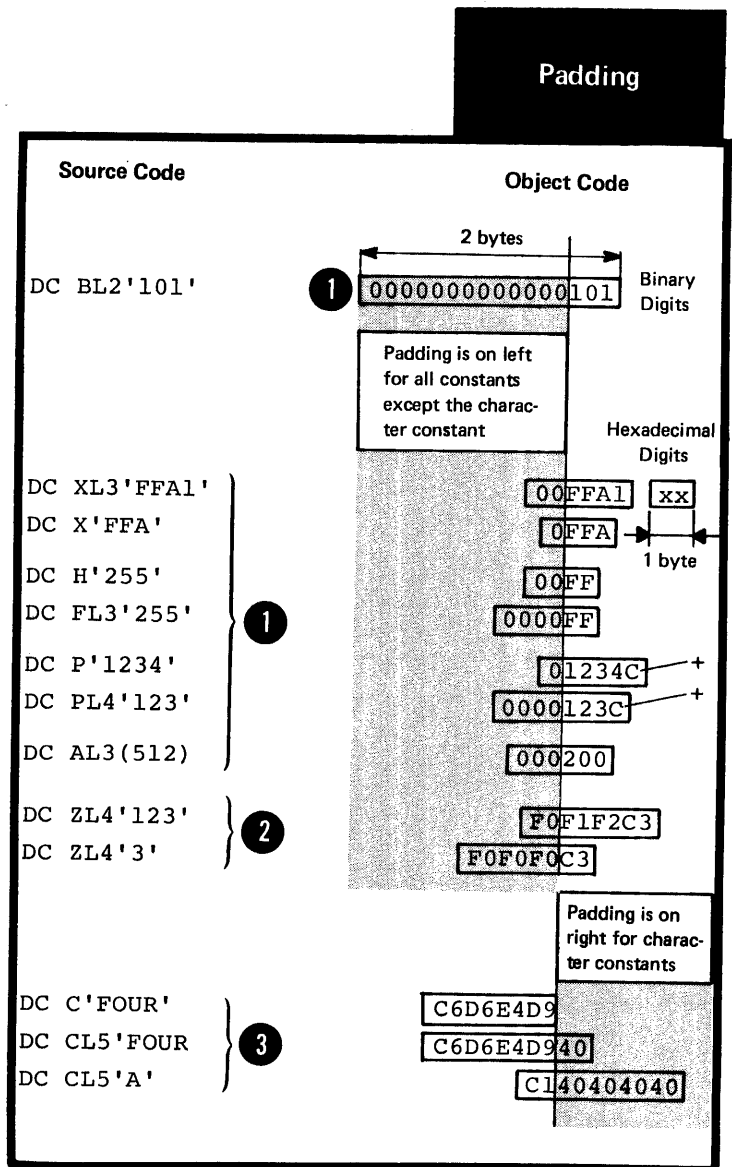 Padding
Source Code
Object Code
2 bytes
DC BL2'101'
1
0000000000000101
Binary
Digits
Padding is on left
for all constants
except the charac-
ter constant
Hexadecimal
Digits
DC XL3'FFA1'
00FFA1
xx
DC X'FFA'
0FFA
1 byte
DC H'255'
00FF
DC FL3'255'
0000FF
1
DC P'1234'
01234C
+
DC PL4'123'
0000123C
+
DC AL3(512)
000200
DC ZL4'123'
F0F1F2C3
2
DC ZL4'3'
F0F0F0C3
Padding is on
right for charac-
ter constants
DC C'FOUR'
C6D6E4D9
DC CL5'FOUR
C6D6E4D940
3
DC CL5'A'
C140404040